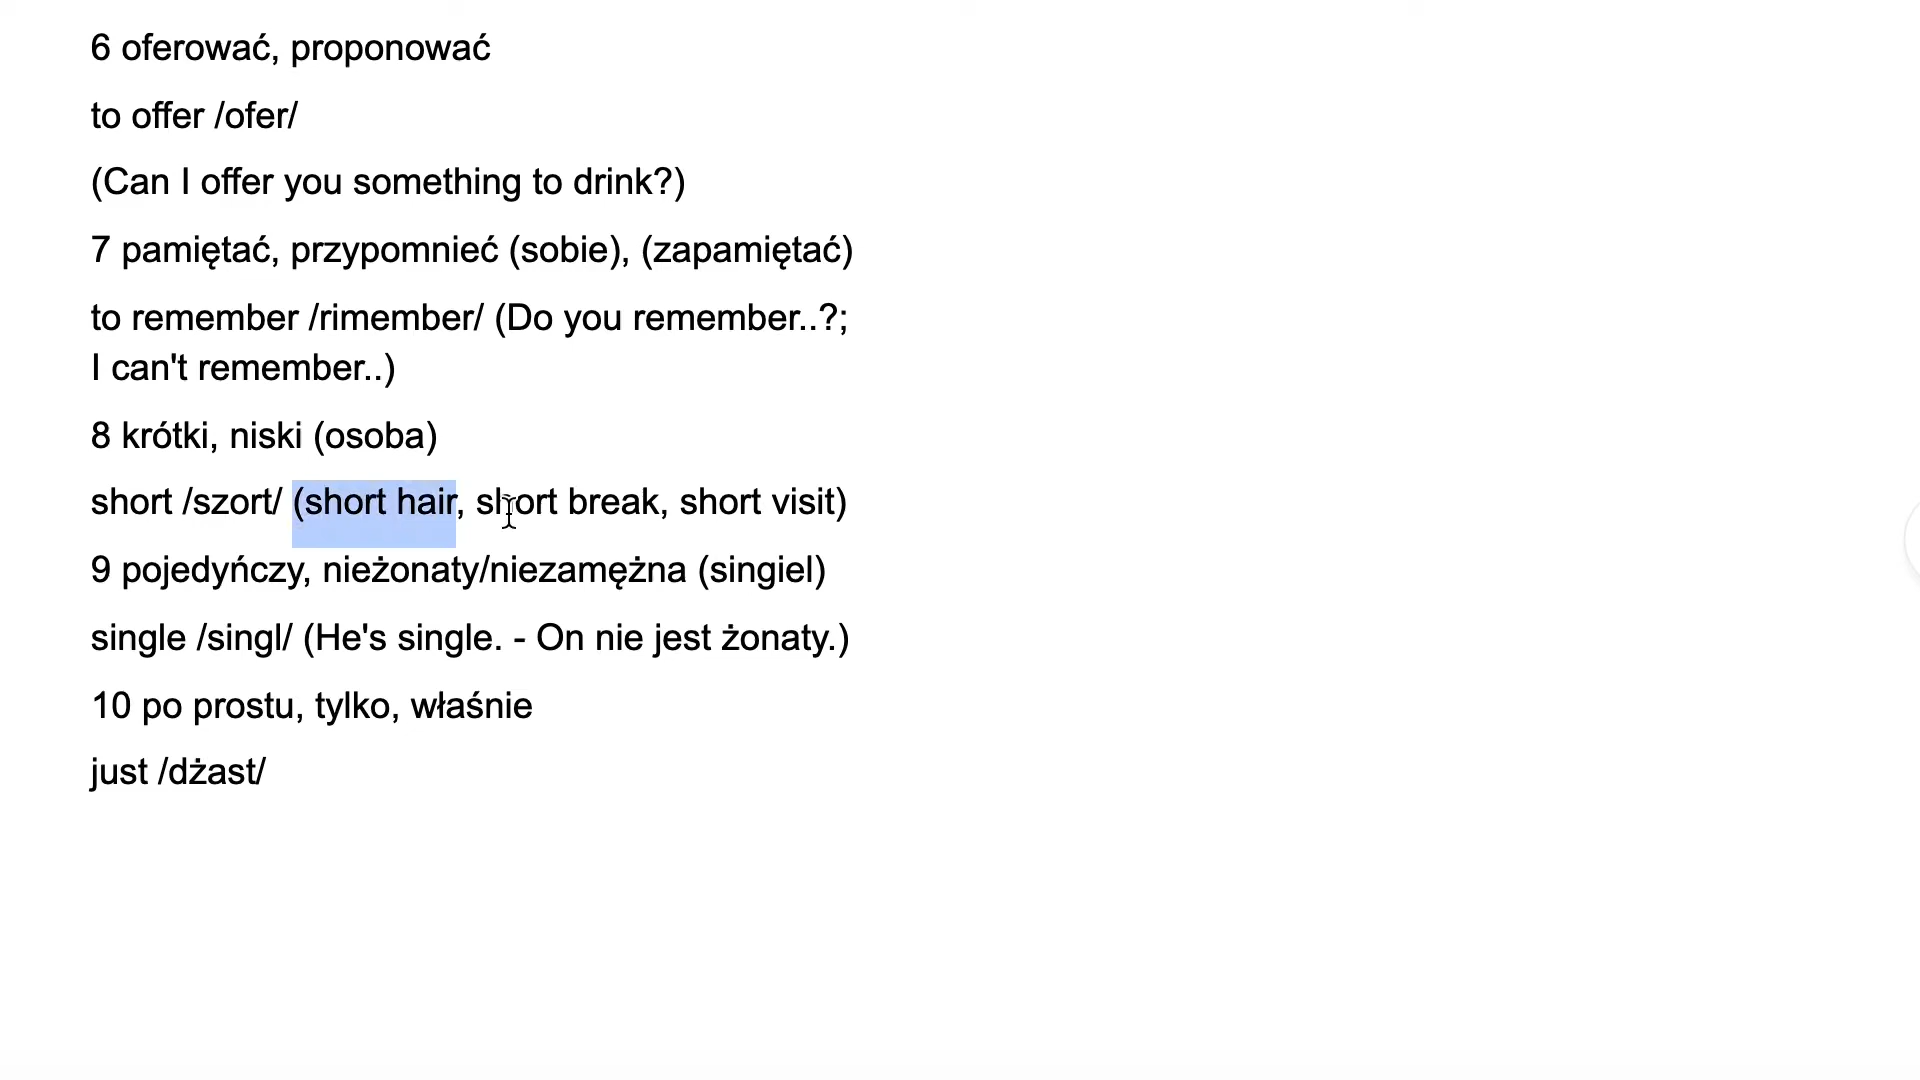 6 oferować, proponować
to offer /ofer/
(Can I offer you something to drink?)
7 pamiętać, przypomnieć (sobie), (zapamiętać)
to remember /rimember/ (Do you remember..?;
I can't remember..)
8 krótki, niski (osoba)
short /szort/ (short hair, short break, short visit)
9 pojedyńczy, nieżonaty/niezamężna (singiel)
single /singl/ (He's single. - On nie jest żonaty.)
10 po prostu, tylko, właśnie
just /dżast/